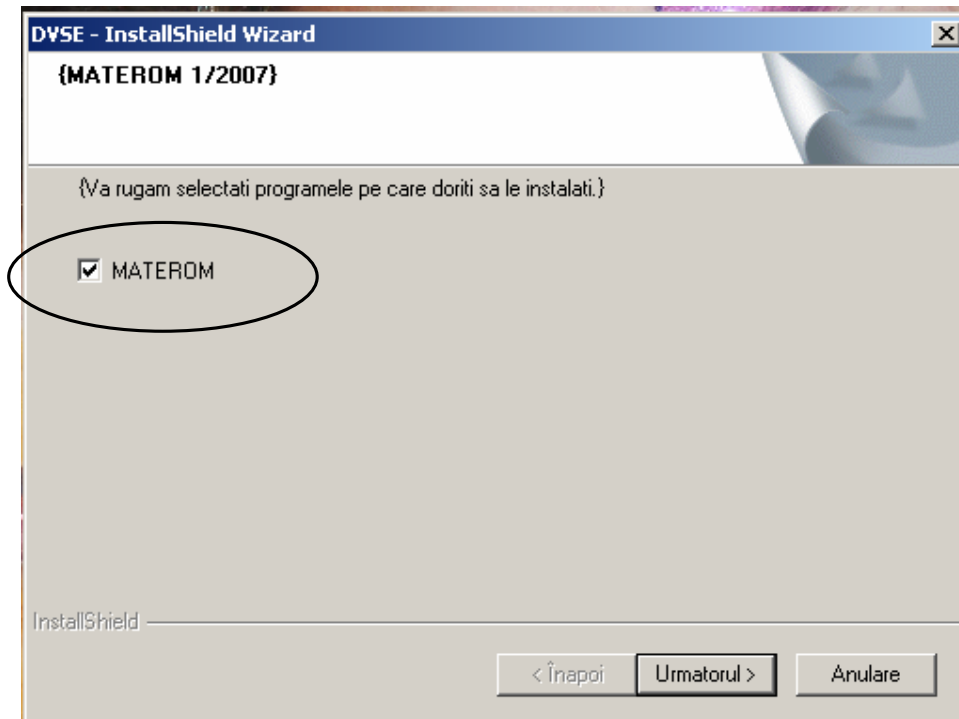 DVSE - InstallShield Wizard
{MATEROM 1/2007}
{Va rugam selectati programele pe care doriti sa le instalati.}
MATEROM
InstallShield
< Înapoi Urmatorul > Anulare